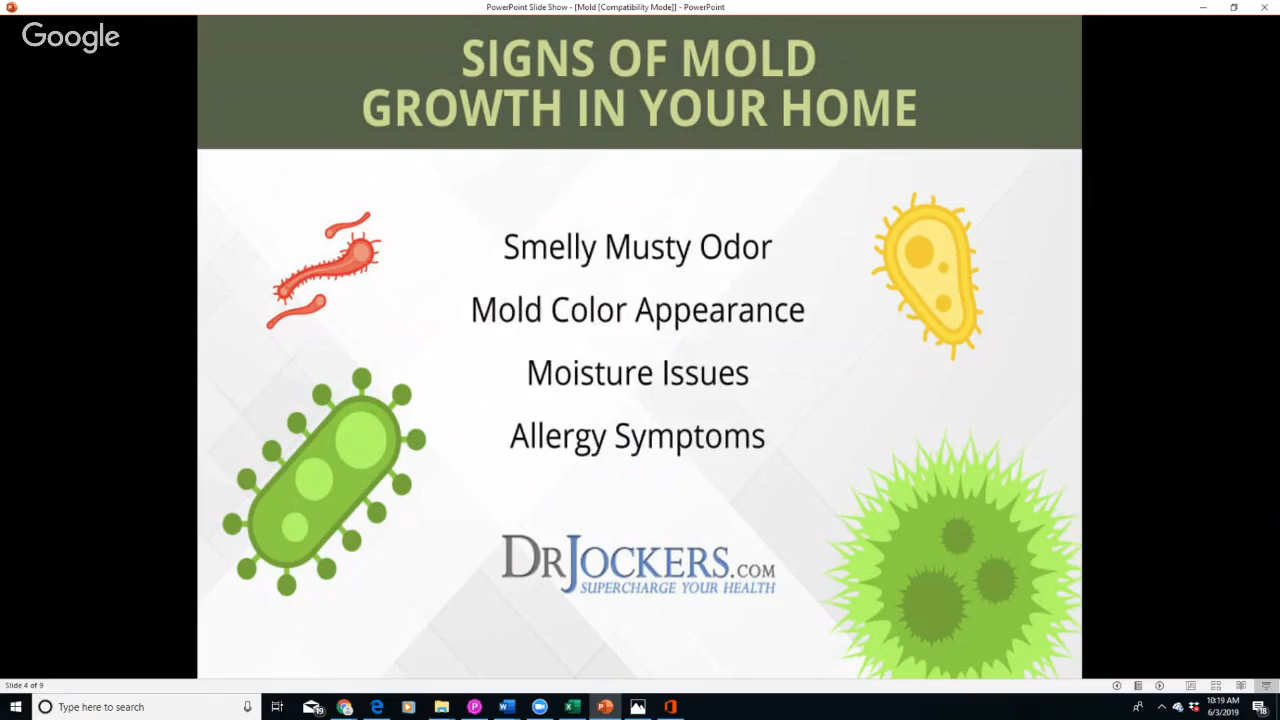 PowerPoint Slide Show - [Mold [Compatibility Mode]] - PowerPoint
Google
SIGNS OF MOLD
GROWTH IN YOUR HOME
Smelly Musty Odor
Mold Color Appearance
Moisture Issues
Allergy Symptoms
DRJOCKERS.COM
SUPERCHARGE YOUR HEALTH
Slide 4 of 9
Type here to search
19
10:19 AM
6/3/2019
18